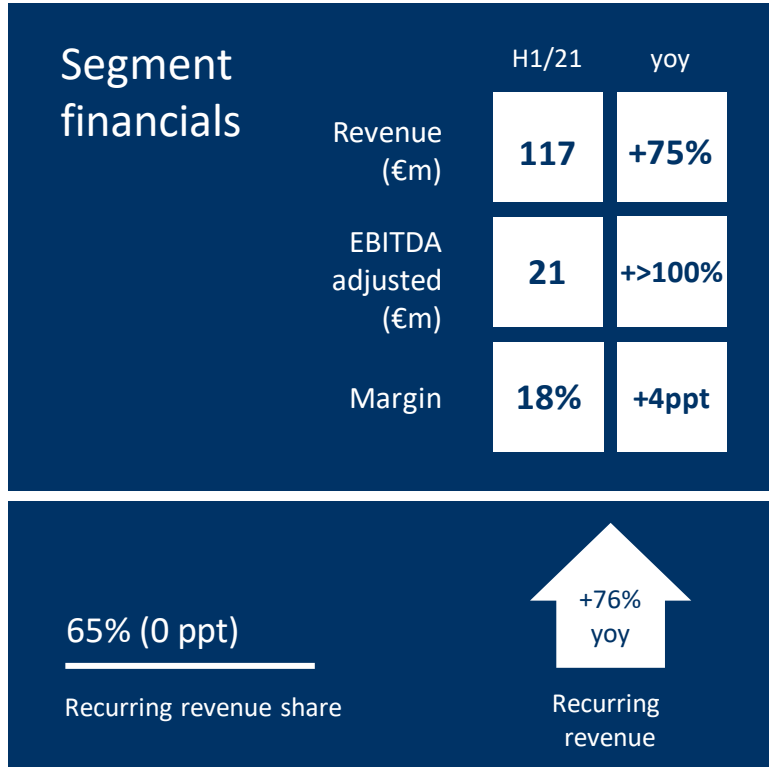 Segment
financials
H1/21 yoy
Revenue
(€m)
117 +75%
EBITDA
adjusted
(€m)
21 +>100%
Margin
18% +4ppt
65% (0 ppt)
Recurring revenue share
+76%
yoy
Recurring
revenue